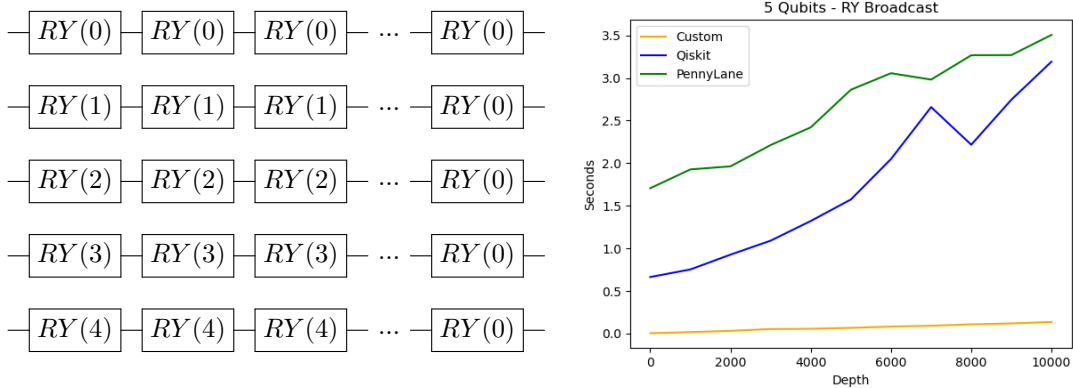 RY(0) RY(0) RY(0) ... RY(0)
RY(1) RY(1) RY(1) ... RY(0)
RY(2) RY(2) RY(2) ... RY(0)
RY(3) RY(3) RY(3) ... RY(0)
RY(4) RY(4) RY(4) ... RY(0)
5 Qubits - RY Broadcast
Custom
Qiskit
PennyLane
3.5
3.0
2.5
2.0
1.5
1.0
0.5
0.0
Seconds
0 2000 4000 6000 8000 10000
Depth